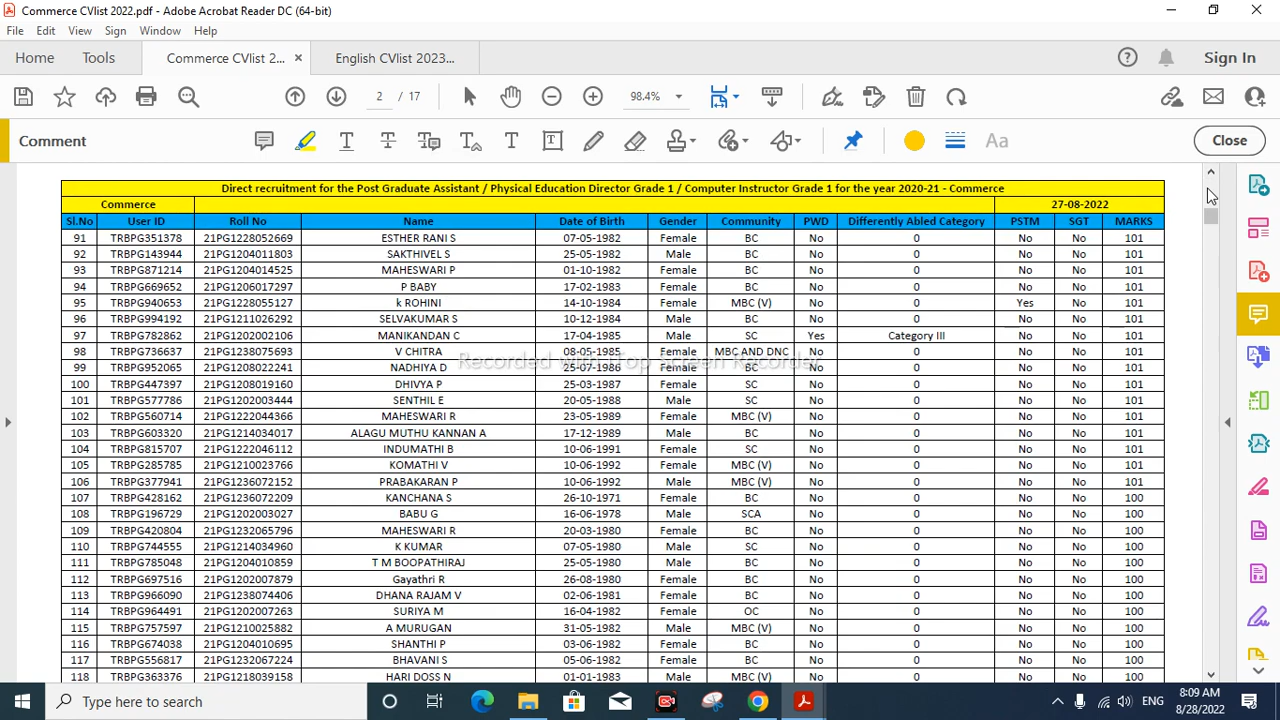 Commerce CVlist 2022.pdf - Adobe Acrobat Reader DC (64-bit)
File Edit View Sign Window Help
Home Tools Commerce CVlist 2... × English CVlist 2023... Sign In
2 / 17 98.4%
Comment Aa Close
Direct recruitment for the Post Graduate Assistant / Physical Education Director Grade 1 / Computer Instructor Grade 1 for the year 2020-21 - Commerce
Commerce 27-08-2022
Sl.No User ID Roll No Name Date of Birth Gender Community PWD Differently Abled Category PSTM SGT MARKS
91 TRBPG351378 21PG1228052669 ESTHER RANI S 07-05-1982 Female BC No 0 No No 101
92 TRBPG143944 21PG1204011803 SAKTHIVEL S 25-05-1982 Male BC No 0 No No 101
93 TRBPG871214 21PG1204014525 MAHESWARI P 01-10-1982 Female BC No 0 No No 101
94 TRBPG669652 21PG1206017297 P BABY 17-02-1983 Female BC No 0 No No 101
95 TRBPG940653 21PG1228055127 k ROHINI 14-10-1984 Female MBC (V) No 0 Yes No 101
96 TRBPG994192 21PG1211026292 SELVAKUMAR S 10-12-1984 Male BC No 0 No No 101
97 TRBPG782862 21PG1202002106 MANIKANDAN C 17-04-1985 Male SC Yes Category III No No 101
98 TRBPG736637 21PG1238075693 V CHITRA 08-05-1985 Female MBC AND DNC No 0 No No 101
Recorded with iTop Screen Recorder
99 TRBPG952065 21PG1208022241 NADHIYA D 25-07-1986 Female BC No 0 No No 101
100 TRBPG447397 21PG1208019160 DHIVYA P 25-03-1987 Female SC No 0 No No 101
101 TRBPG577786 21PG1202003444 SENTHIL E 20-05-1988 Male SC No 0 No No 101
102 TRBPG560714 21PG1222044366 MAHESWARI R 23-05-1989 Female MBC (V) No 0 No No 101
103 TRBPG603320 21PG1214034017 ALAGU MUTHU KANNAN A 17-12-1989 Male BC No 0 No No 101
104 TRBPG815707 21PG1222046112 INDUMATHI B 10-06-1991 Female SC No 0 No No 101
105 TRBPG285785 21PG1210023766 KOMATHI V 10-06-1992 Female MBC (V) No 0 No No 101
106 TRBPG377941 21PG1236072152 PRABAKARAN P 10-06-1992 Male MBC (V) No 0 No No 101
107 TRBPG428162 21PG1236072209 KANCHANA S 26-10-1971 Female BC No 0 No No 100
108 TRBPG196729 21PG1202003027 BABU G 16-06-1978 Male SCA No 0 No No 100
109 TRBPG420804 21PG1232065796 MAHESWARI R 20-03-1980 Female BC No 0 No No 100
110 TRBPG744555 21PG1214034960 K KUMAR 07-05-1980 Male SC No 0 No No 100
111 TRBPG785048 21PG1204010859 T M BOOPATHIRAJ 25-05-1980 Male BC No 0 No No 100
112 TRBPG697516 21PG1202007879 Gayathri R 26-08-1980 Female BC No 0 No No 100
113 TRBPG966090 21PG1238074406 DHANA RAJAM V 02-06-1981 Female BC No 0 No No 100
114 TRBPG964491 21PG1202007263 SURIYA M 16-04-1982 Female OC No 0 No No 100
115 TRBPG757597 21PG1210025882 A MURUGAN 31-05-1982 Male MBC (V) No 0 No No 100
116 TRBPG674038 21PG1204010695 SHANTHI P 03-06-1982 Female BC No 0 No No 100
117 TRBPG556817 21PG1232067224 BHAVANI S 05-06-1982 Female BC No 0 No No 100
118 TRBPG363376 21PG1218039158 HARI DOSS N 01-01-1983 Male MBC (V) No 0 No No 100
Type here to search ENG 8:09 AM
8/28/2022